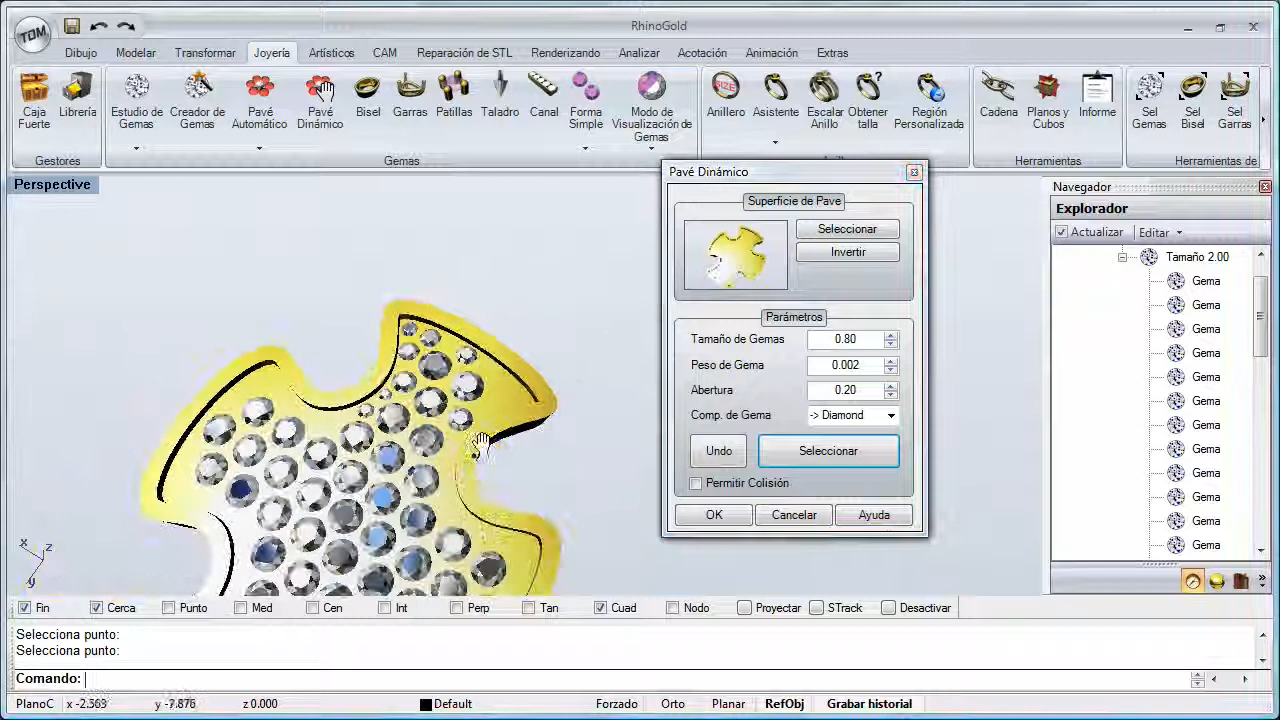 TDM
RhinoGold
Dibujo Modelar Transformar Joyería Artísticos CAM Reparación de STL Renderizando Analizar Acotación Animación Extras
Caja Fuerte
Librería
Estudio de Gemas
Creador de Gemas
Pavé Automático
Pavé Dinámico
Bisel
Garras
Patillas
Taladro
Canal
Forma Simple
Modo de Visualización de Gemas
SIZE
Anillero
Asistente
Escalar Anillo
?
Obtener talla
Región Personalizada
Cadena
Planos y Cubos
Informe
Sel Gemas
Sel Bisel
Sel Garras
Gestores
Gemas
Herramientas
Herramientas de
Perspective
Pavé Dinámico
Superficie de Pave
Seleccionar
Invertir
Parámetros
Tamaño de Gemas 0.80
Peso de Gema 0.002
Abertura 0.20
Comp. de Gema -> Diamond
Undo Seleccionar
Permitir Colisión
OK Cancelar Ayuda
Navegador
Explorador
Actualizar Editar
Tamaño 2.00
Gema
Gema
Gema
Gema
Gema
Gema
Gema
Gema
Gema
Gema
Gema
Gema
x z
y
Fin Cerca Punto Med Cen Int Perp Tan Cuad Nodo Proyectar STrack Desactivar
Selecciona punto:
Selecciona punto:
Comando:
PlanoC x -2.363 y -7.876 z 0.000 Default Forzado Orto Planar RefObj Grabar historial